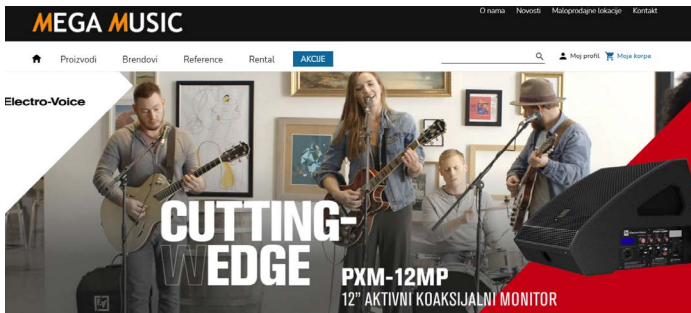 MEGA MUSIC
O nama Novosti Maloprodajne lokacije Kontakt
Proizvodi Brendovi Reference Rental AKCIJE
Moj profil Moja korpa
Electro-Voice
CUTTING-
WEDGE
PXM-12MP
12" AKTIVNI KOAKSIJALNI MONITOR